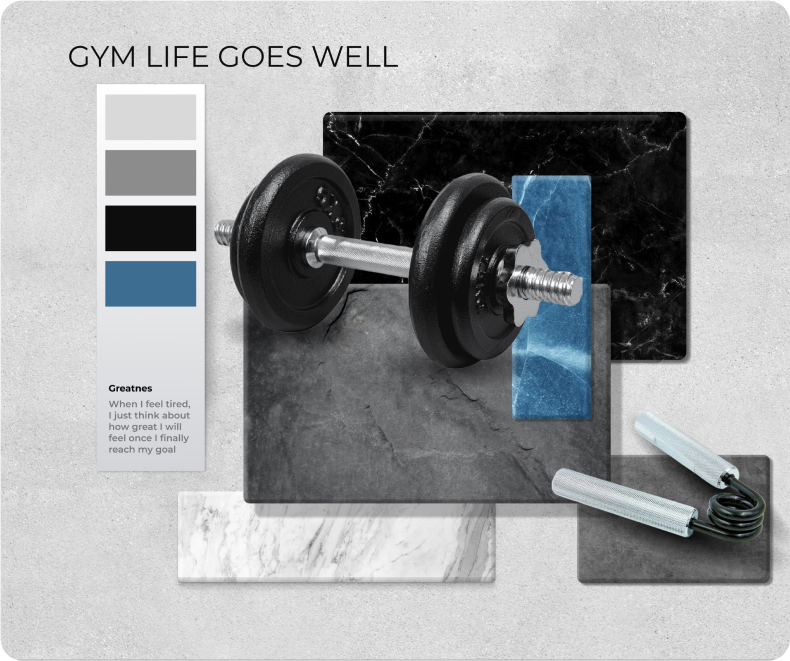 GYM LIFE GOES WELL
Greatnes
When I feel tired,
I just think about
how great I will
feel once I finally
reach my goal